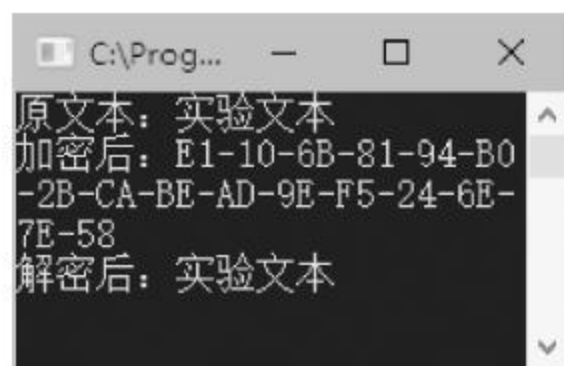 C:\Prog...
原文本：实验文本
加密后：E1-10-6B-81-94-B0
-2B-CA-BE-AD-9E-F5-24-6E-
7E-58
解密后：实验文本